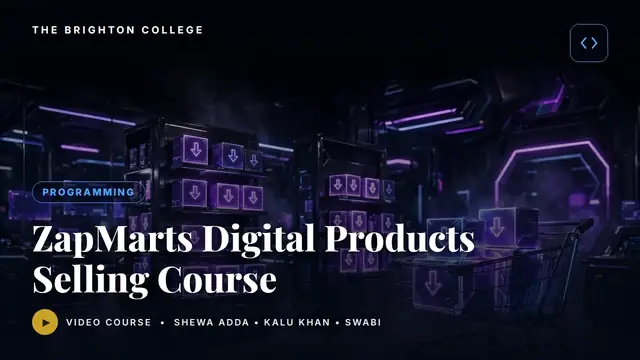 THE BRIGHTON COLLEGE
PROGRAMMING
ZapMarts Digital Products
Selling Course
VIDEO COURSE • SHEWA ADDA • KALU KHAN • SWABI